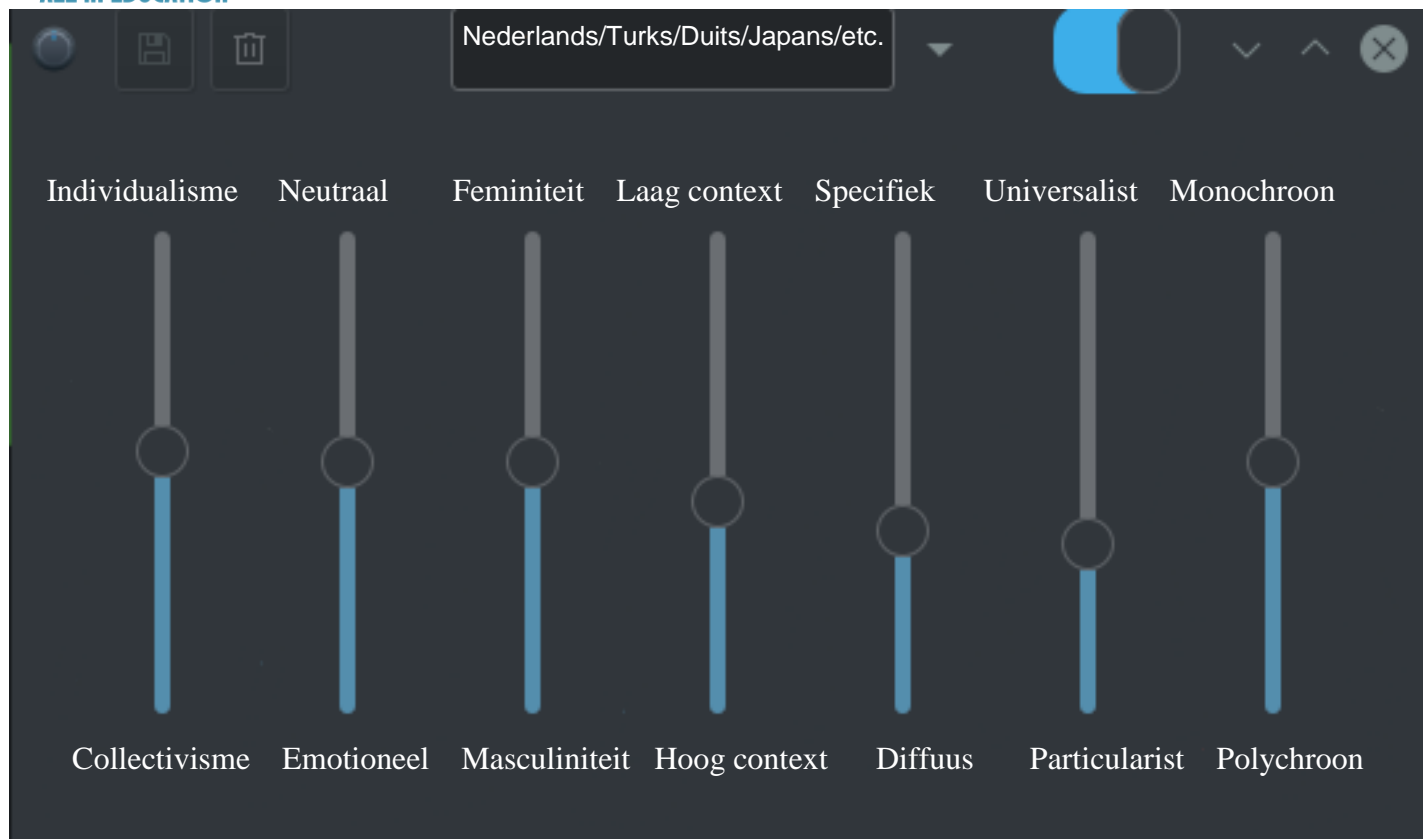 Nederlands/Turks/Duits/Japans/etc.
Individualisme Neutraal Feminiteit Laag context Specifiek Universalist Monochroon
Collectivisme Emotioneel Masculiniteit Hoog context Diffuus Particularist Polychroon